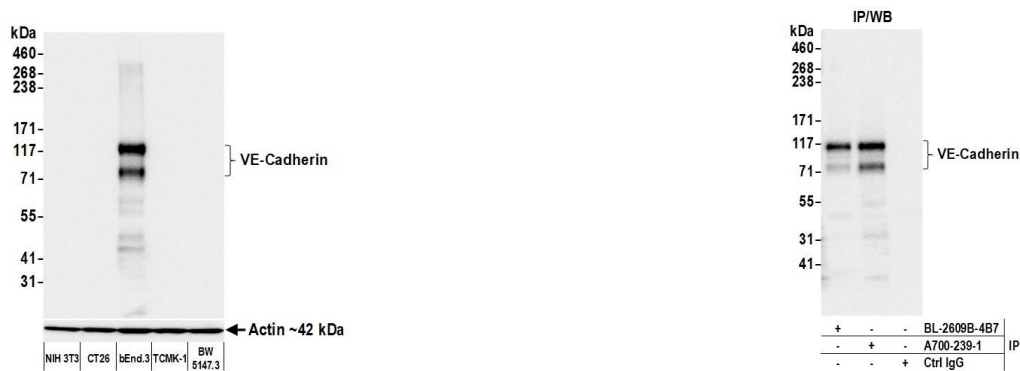 kDa
460-
268-
238-
171-
117-
71-
55-
41-
31-
VE-Cadherin
Actin ~42 kDa
NIH 3T3
CT26
bEnd.3
TCMK-1
BW
5147.3
IP/WB
kDa
460-
268-
238-
171-
117-
71-
55-
31-
41-
VE-Cadherin
+ - - BL-2609B-4B7
- + - A700-239-1
- - + Ctrl IgG
IP